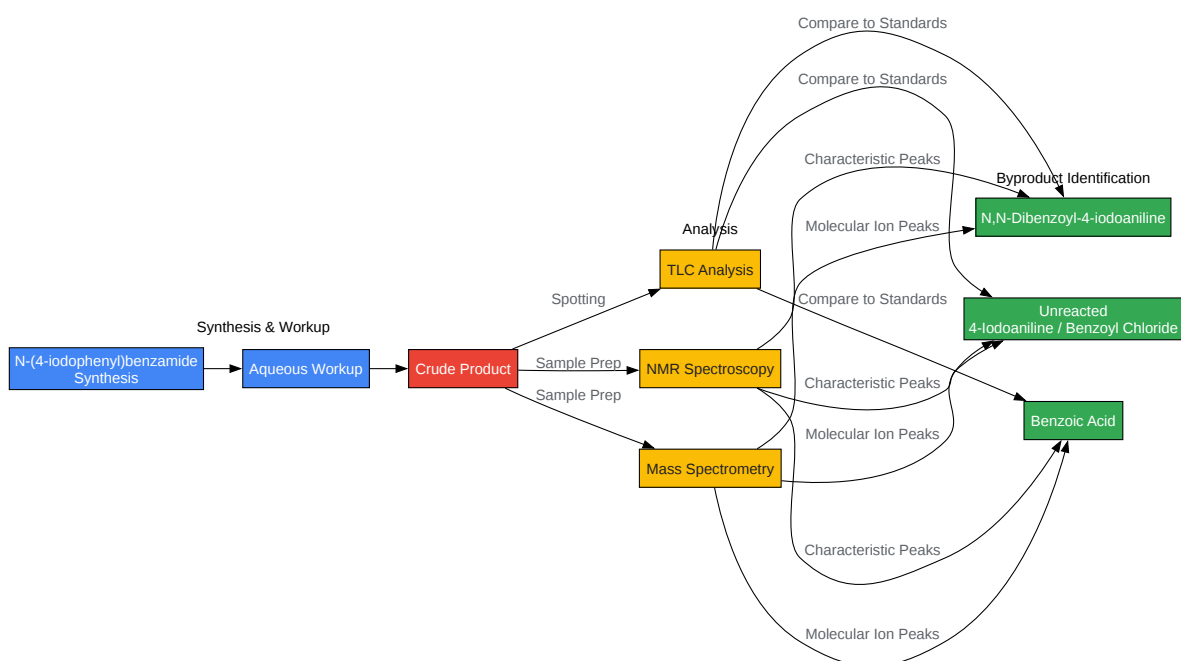 Compare to Standards
Compare to Standards
Characteristic Peaks
Byproduct Identification
N,N-Dibenzoyl-4-iodoaniline
Molecular Ion Peaks
Analysis
TLC Analysis
Spotting
Compare to Standards
Unreacted
4-Iodoaniline / Benzoyl Chloride
Synthesis & Workup
N-(4-iodophenyl)benzamide
Synthesis
Aqueous Workup
Crude Product
Sample Prep
NMR Spectroscopy
Characteristic Peaks
Sample Prep
Benzoic Acid
Molecular Ion Peaks
Mass Spectrometry
Characteristic Peaks
Molecular Ion Peaks